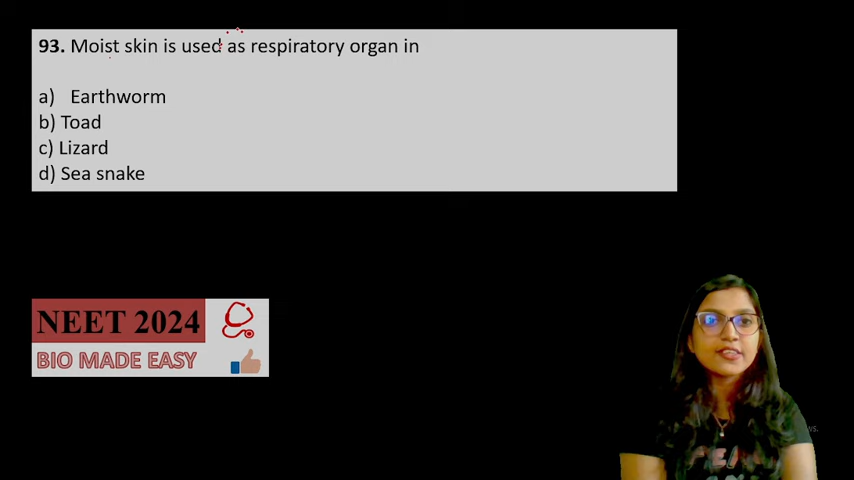 93. Moist skin is used as respiratory organ in
a) Earthworm
b) Toad
c) Lizard
d) Sea snake
NEET 2024
BIO MADE EASY